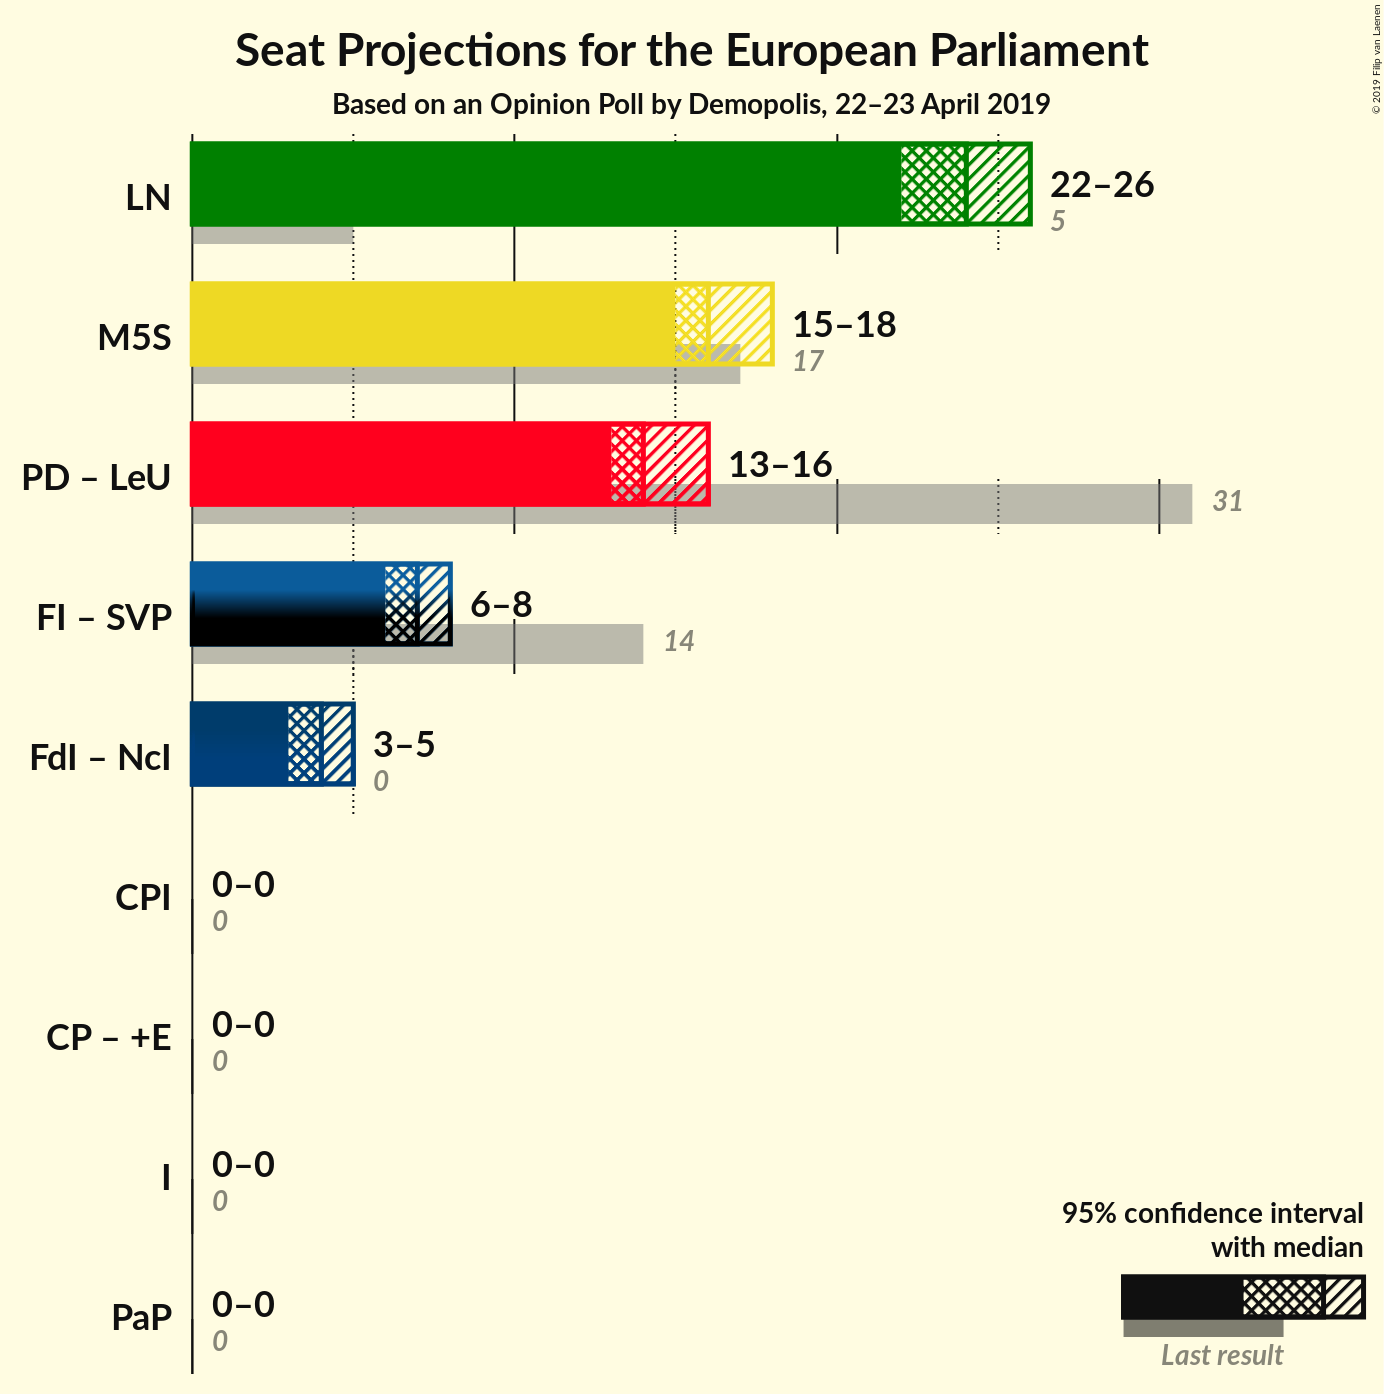 Seat Projections for the European Parliament
Based on an Opinion Poll by Demopolis, 22–23 April 2019
© 2019 Filip van Laenen
LN
22–26
5
M5S
15–18
17
PD – LeU
13–16
31
FI – SVP
6–8
14
FdI – NcI
3–5
0
CPI
0–0
0
CP – +E
0–0
0
I
0–0
0
PaP
0–0
0
95% confidence interval
with median
Last result